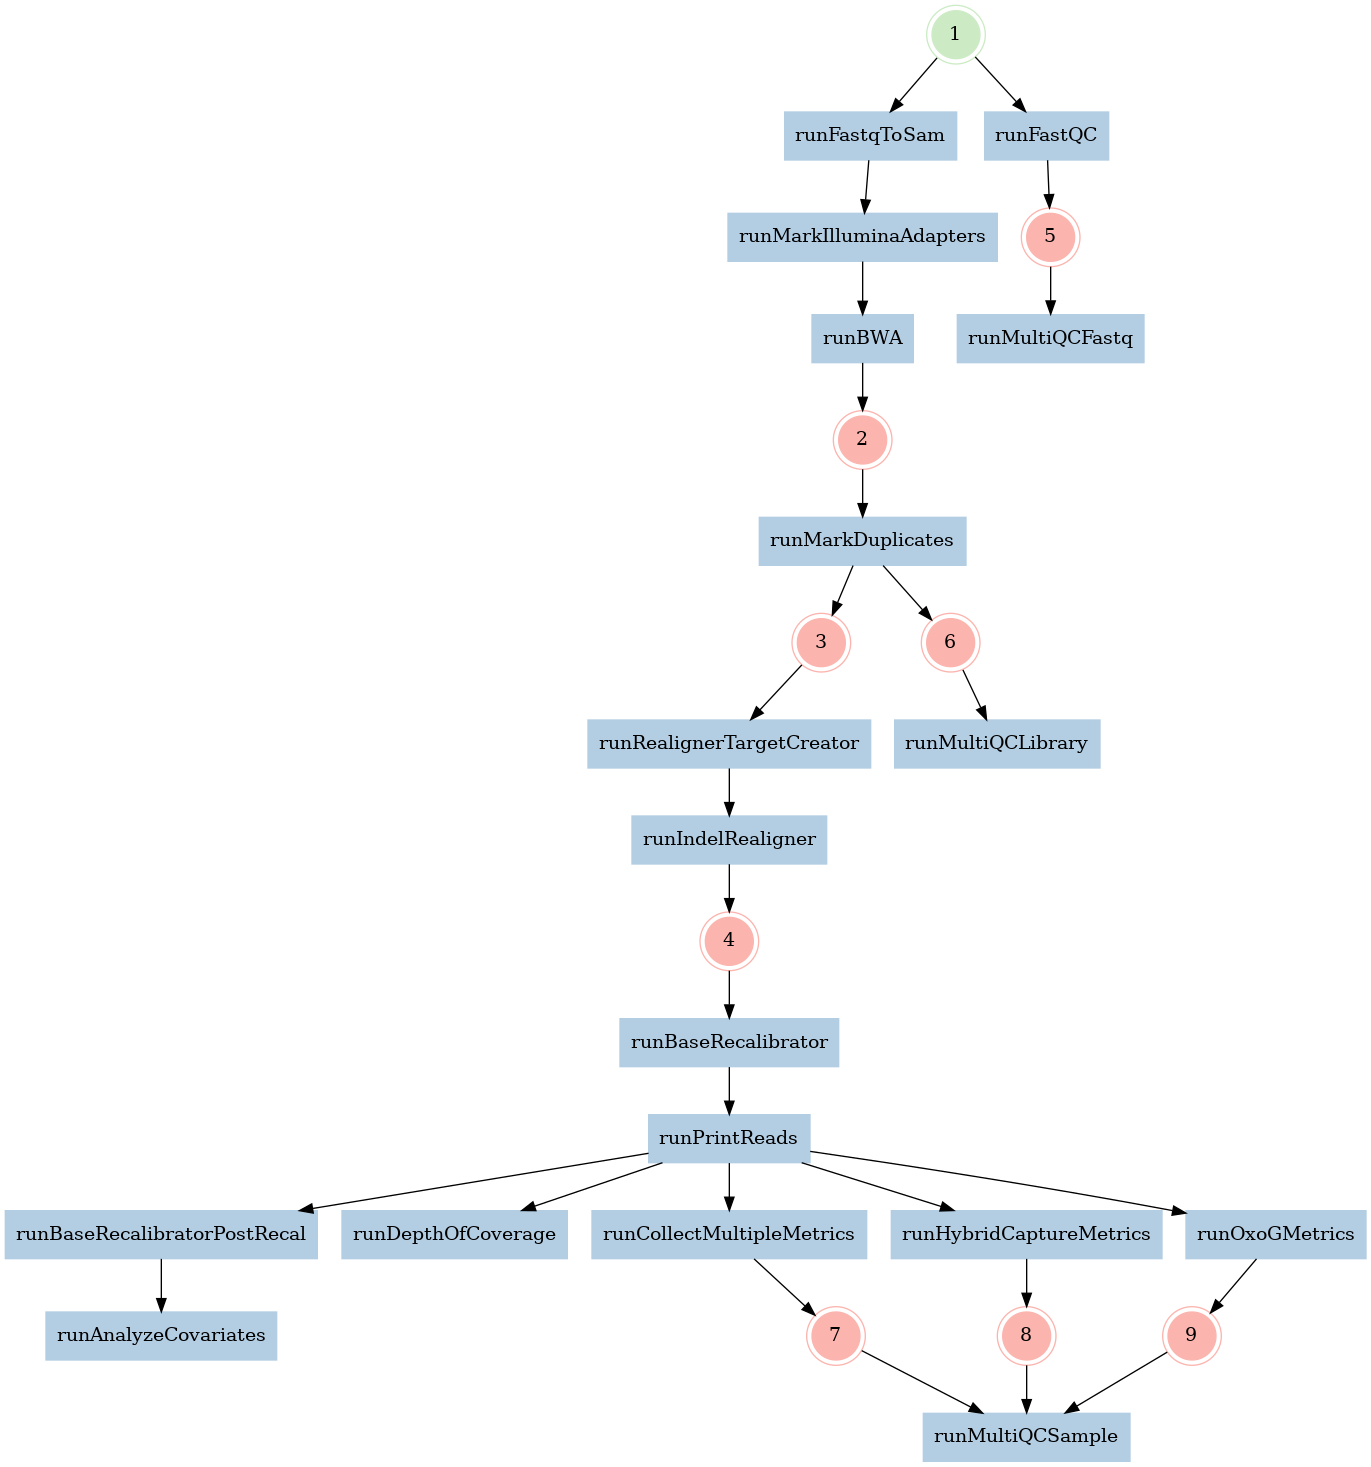 1
runFastqToSam
runFastQC
runMarkIlluminaAdapters
5
runBWA
runMultiQCFastq
2
runMarkDuplicates
3
6
runRealignerTargetCreator
runMultiQCLibrary
runIndelRealigner
4
runBaseRecalibrator
runPrintReads
runBaseRecalibratorPostRecal
runDepthOfCoverage
runCollectMultipleMetrics
runHybridCaptureMetrics
runOxoGMetrics
runAnalyzeCovariates
7
8
9
runMultiQCSample